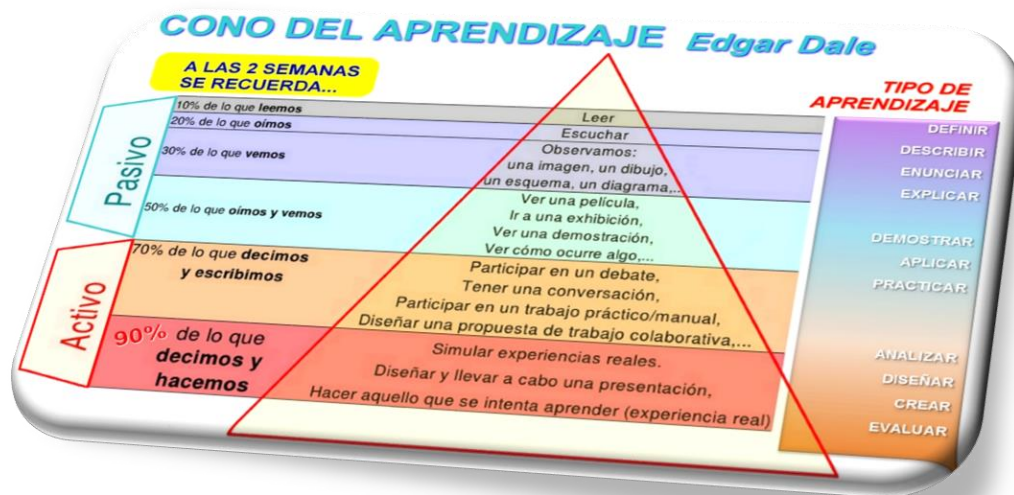 CONO DEL APRENDIZAJE Edgar Dale
A LAS 2 SEMANAS
SE RECUERDA...
TIPO DE
APRENDIZAJE
Pasivo
10% de lo que leemos
Leer
20% de lo que oímos
Escuchar
30% de lo que vemos
Observamos:
una imagen, un dibujo,
un esquema, un diagrama,...
50% de lo que oímos y vemos
Ver una película,
Ir a una exhibición,
Ver una demostración,
Ver cómo ocurre algo,...
Activo
70% de lo que decimos
y escribimos
Participar en un debate,
Tener una conversación,
Participar en un trabajo práctico/manual,
Diseñar una propuesta de trabajo colaborativa,...
90% de lo que
decimos y
hacemos
Simular experiencias reales.
Diseñar y llevar a cabo una presentación,
Hacer aquello que se intenta aprender (experiencia real)
DEFINIR
DESCRIBIR
ENUNCIAR
EXPLICAR
DEMOSTRAR
APLICAR
PRACTICAR
ANALIZAR
DISEÑAR
CREAR
EVALUAR